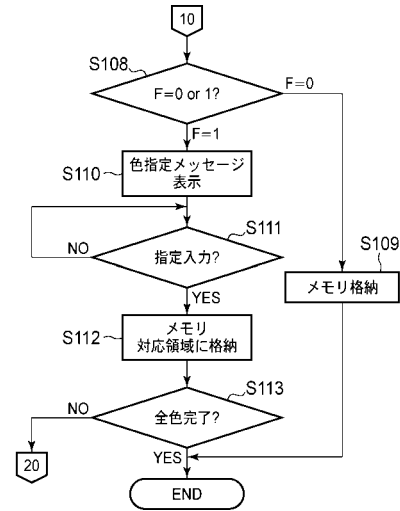 10
S108
F=0 or 1?
F=0
F=1
S110
色指定メッセージ
表示
S111
指定入力?
NO
YES
S109
メモリ格納
S112
メモリ
対応領域に格納
S113
全色完了?
NO
20
YES
END